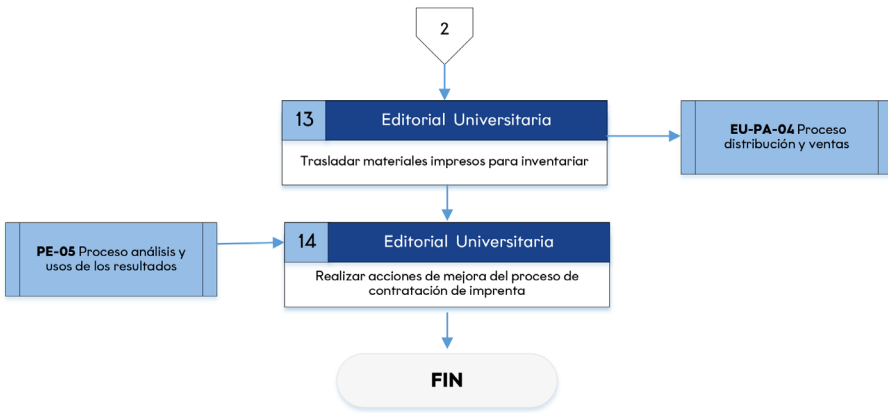 2
13 Editorial Universitaria
Trasladar materiales impresos para inventariar
EU-PA-04 Proceso
distribución y ventas
PE-05 Proceso análisis y
usos de los resultados
14 Editorial Universitaria
Realizar acciones de mejora del proceso de
contratación de imprenta
FIN